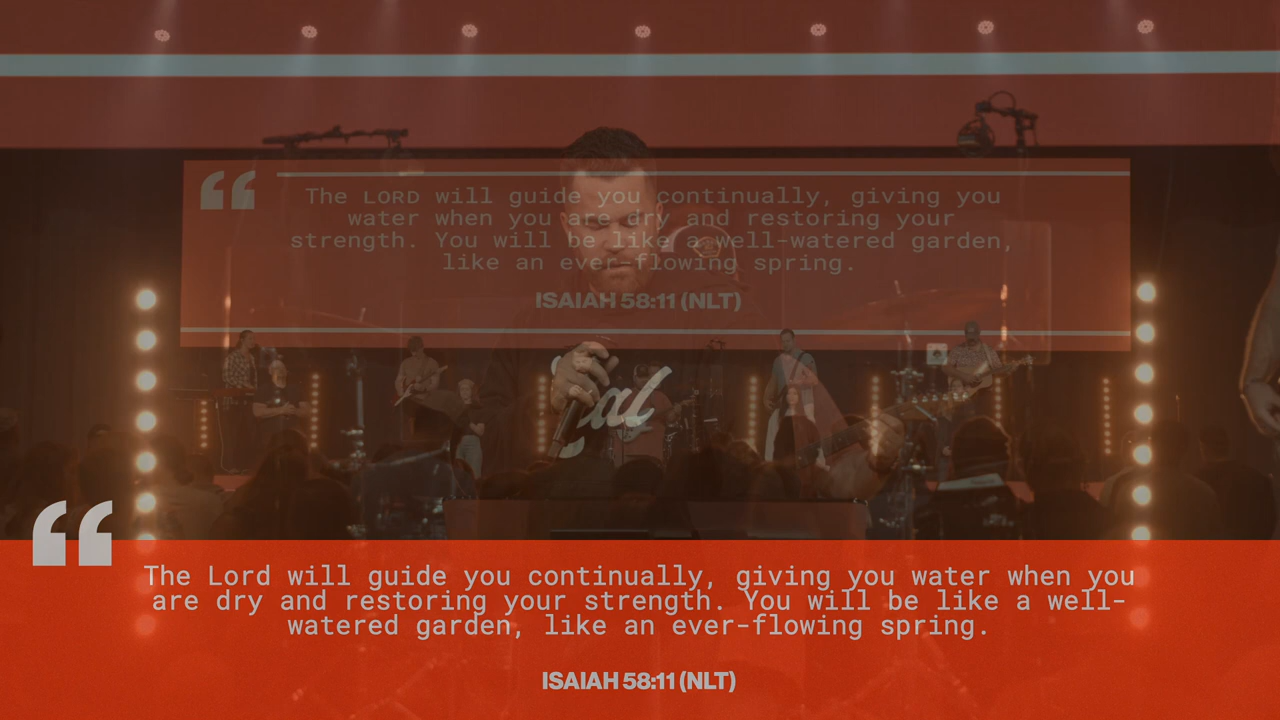 The LORD will guide you continually, giving you
water when you are dry and restoring your
strength. You will be like a well-watered garden,
like an ever-flowing spring.
ISAIAH 58:11 (NLT)
al
The Lord will guide you continually, giving you water when you
are dry and restoring your strength. You will be like a well-
watered garden, like an ever-flowing spring.
ISAIAH 58:11 (NLT)